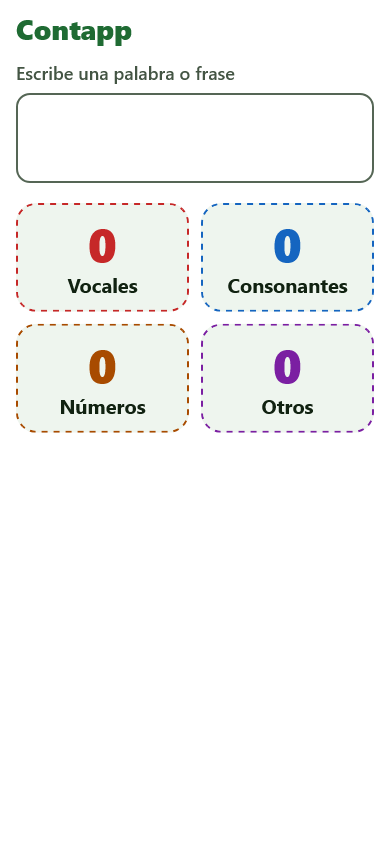 Contapp
Escribe una palabra o frase
0 0
Vocales Consonantes
0 0
Números Otros